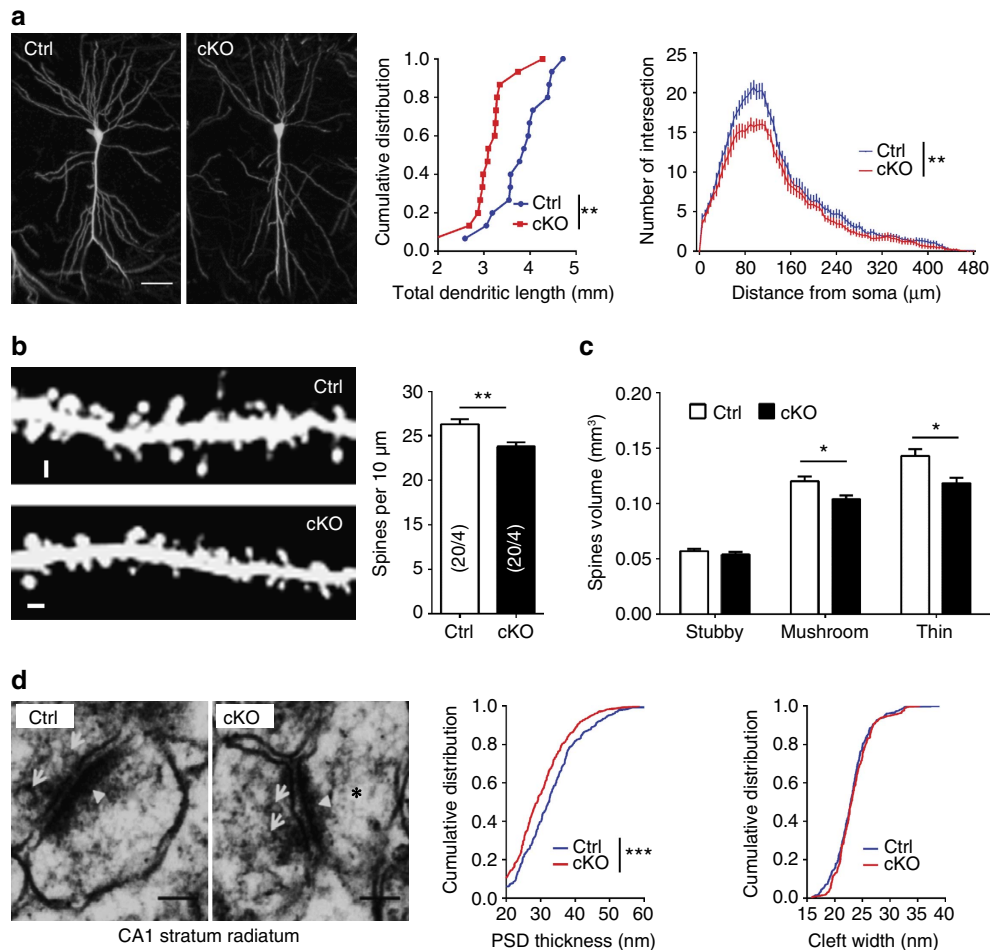 a
Ctrl
cKO
Cumulative distribution
1.0
0.8
0.6
0.4
0.2
0.0
2
3
4
5
Total dendritic length (mm)
Ctrl
cKO
**
Number of intersection
25
20
15
10
5
0
0
80
160
240
320
400
480
Distance from soma (μm)
Ctrl
cKO
**
b
Ctrl
cKO
Spines per 10 μm
30
25
20
15
10
5
0
**
(20/4)
(20/4)
Ctrl
cKO
c
Spines volume (mm³)
0.20
0.15
0.10
0.05
0.00
Ctrl
cKO
*
*
Stubby
Mushroom
Thin
d
Ctrl
cKO
*
CA1 stratum radiatum
Cumulative distribution
1.0
0.8
0.6
0.4
0.2
0.0
20
30
40
50
60
PSD thickness (nm)
Ctrl
cKO
***
Cumulative distribution
1.0
0.8
0.6
0.4
0.2
0.0
15
20
25
30
35
40
Cleft width (nm)
Ctrl
cKO